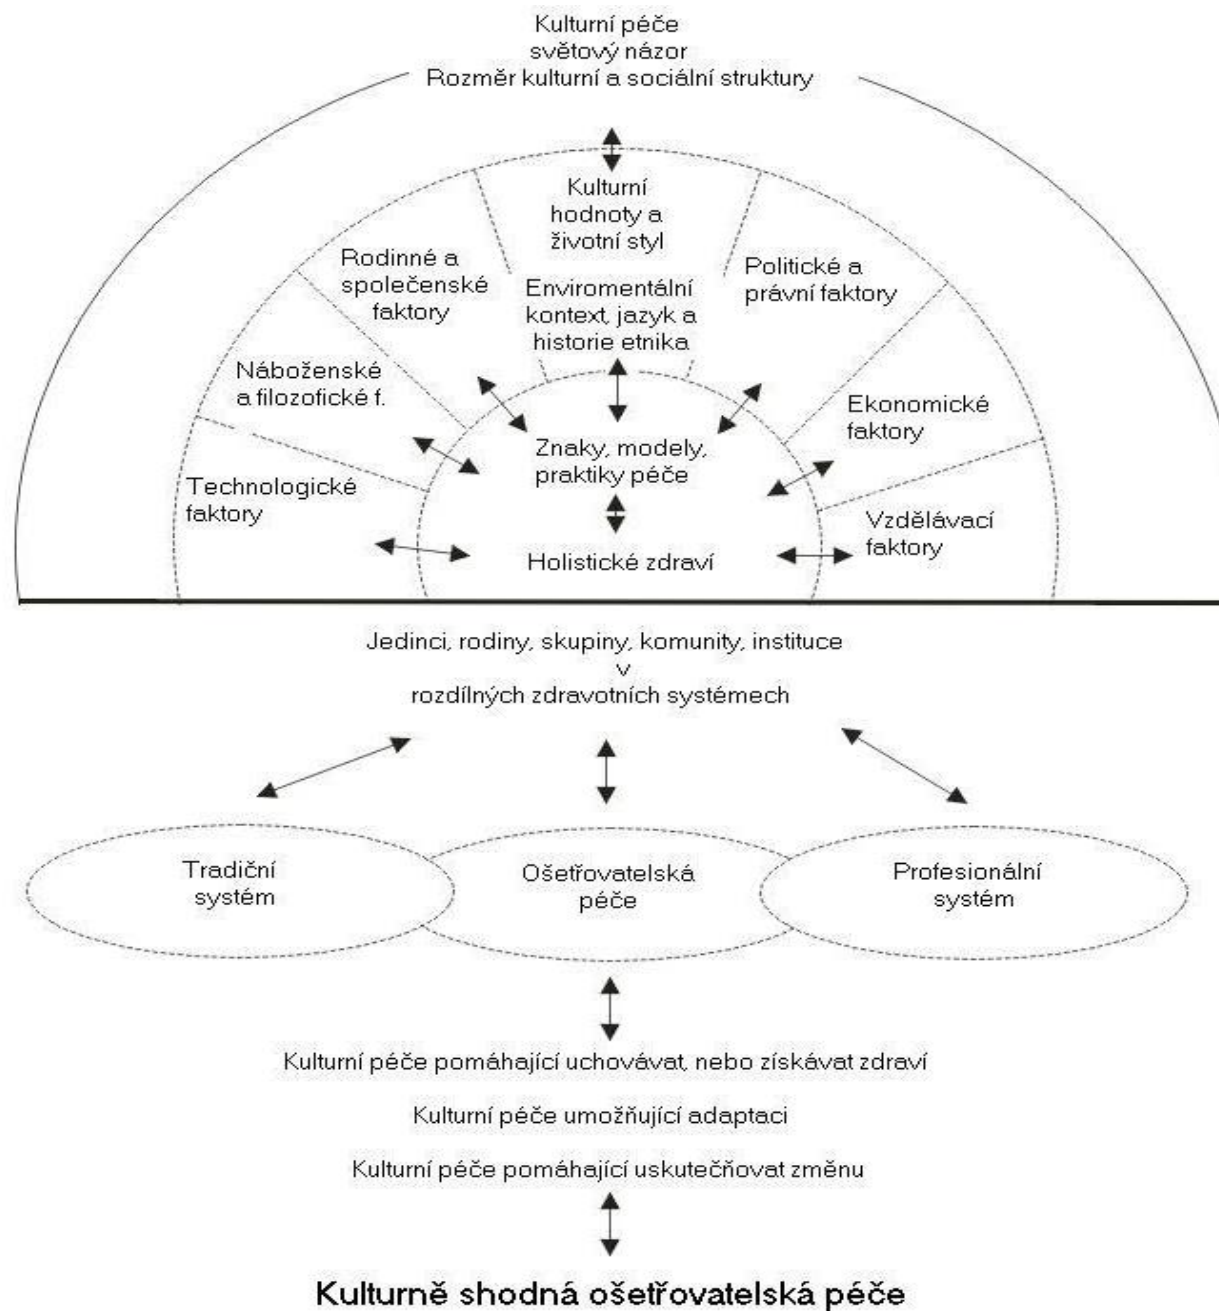 Kulturní péče
světový názor
Rozměr kulturní a sociální struktury
Kulturní
hodnoty a
životní styl
Rodinné a
společenské
faktory
Politické a
právní faktory
Enviromentální
kontext, jazyk a
historie etnika
Náboženské
a filozofické f.
Ekonomické
faktory
Znaky, modely,
praktiky péče
Technologické
faktory
Vzdělávací
faktory
Holistické zdraví
Jedinci, rodiny, skupiny, komunity, instituce
v
rozdílných zdravotních systémech
Tradiční
systém
Ošetřovatelská
péče
Profesionální
systém
Kulturní péče pomáhající uchovávat, nebo získávat zdraví
Kulturní péče umožňující adaptaci
Kulturní péče pomáhající uskutečňovat změnu
Kulturně shodná ošetřovatelská péče